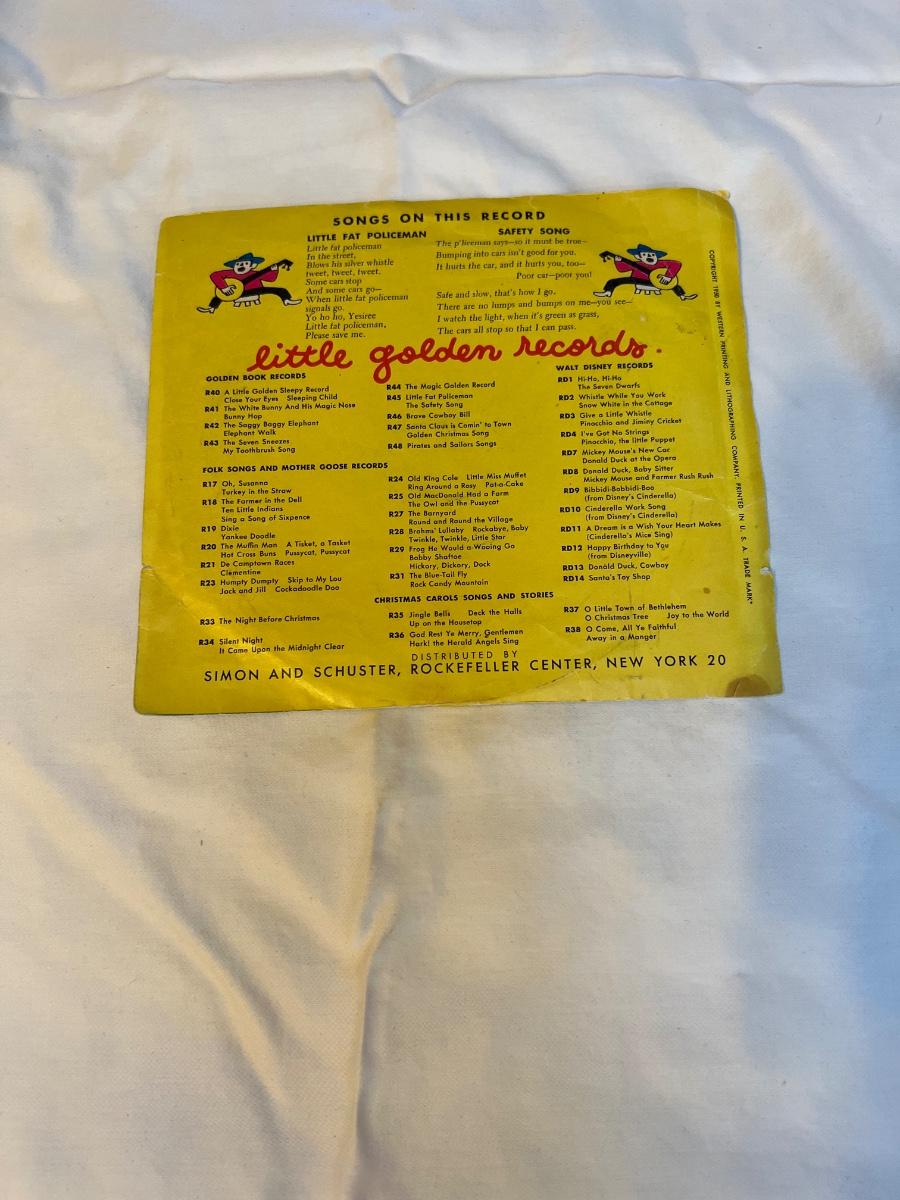 SONGS ON THIS RECORD
LITTLE FAT POLICEMAN
Little fat policeman
In the street,
Blows his silver whistle
tweet, tweet, tweet.
Some cars stop
And some cars go—
When little fat policeman
signals go.
Yo ho ho, Yesiree
Little fat policeman,
Please save me.
SAFETY SONG
The p'liceman says—so it must be true—
Bumping into cars isn't good for you.
It hurts the car, and it hurts you, too—
Poor car—poor you!
Safe and slow, that's how I go.
There are no lumps and bumps on me—you see—
I watch the light, when it's green as grass,
The cars all stop so that I can pass.
little golden records.
GOLDEN BOOK RECORDS
R40 A Little Golden Sleepy Record
Close Your Eyes Sleeping Child
R41 The White Bunny And His Magic Nose
Bunny Hop
R42 The Saggy Baggy Elephant
Elephant Walk
R43 The Seven Sneezes
My Toothbrush Song
R44 The Magic Golden Record
R45 Little Fat Policeman
The Safety Song
R46 Brave Cowboy Bill
R47 Santa Claus is Comin' to Town
Golden Christmas Song
R48 Pirates and Sailors Songs
WALT DISNEY RECORDS
RD1 Hi-Ho, Hi-Ho
The Seven Dwarfs
RD2 Whistle While You Work
Snow White in the Cottage
RD3 Give a Little Whistle
Pinocchio and Jiminy Cricket
RD4 I've Got No Strings
Pinocchio, the little Puppet
RD7 Mickey Mouse's New Car
Donald Duck at the Opera
RD8 Donald Duck, Baby Sitter
Mickey Mouse and Farmer Rush Rush
RD9 Bibbidi-Bobbidi-Boo
(from Disney's Cinderella)
RD10 Cinderella Work Song
(from Disney's Cinderella)
RD11 A Dream is a Wish Your Heart Makes
(Cinderella's Mice Sing)
RD12 Happy Birthday to You
(from Disneyville)
RD13 Donald Duck, Cowboy
RD14 Santa's Toy Shop
FOLK SONGS AND MOTHER GOOSE RECORDS
R17 Oh, Susanna
Turkey in the Straw
R18 The Farmer in the Dell
Ten Little Indians
Sing a Song of Sixpence
R19 Dixie
Yankee Doodle
R20 The Muffin Man A Tisket, a Tasket
Hot Cross Buns Pussycat, Pussycat
R21 De Camptown Races
Clementine
R23 Humpty Dumpty Skip to My Lou
Jack and Jill Cockadoodle Doo
R24 Old King Cole Little Miss Muffet
Ring Around a Rosy Pat-a-Cake
R25 Old MacDonald Had a Farm
The Owl and the Pussycat
R27 The Barnyard
Round and Round the Village
R28 Brahms' Lullaby Rockabye, Baby
Twinkle, Twinkle, Little Star
R29 Frog He Would a Wooing Go
Bobby Shaftoe
Hickory, Dickory, Dock
R31 The Blue-Tail Fly
Rock Candy Mountain
CHRISTMAS CAROLS SONGS AND STORIES
R33 The Night Before Christmas
R34 Silent Night
It Came Upon the Midnight Clear
R35 Jingle Bells Deck the Halls
Up on the Housetop
R36 God Rest Ye Merry, Gentlemen
Hark! the Herald Angels Sing
R37 O Little Town of Bethlehem
O Christmas Tree Joy to the World
R38 O Come, All Ye Faithful
Away in a Manger
DISTRIBUTED BY
SIMON AND SCHUSTER, ROCKEFELLER CENTER, NEW YORK 20
COPYRIGHT 1950 BY WESTERN PRINTING AND LITHOGRAPHING COMPANY. PRINTED IN U. S. A. TRADE MARK*